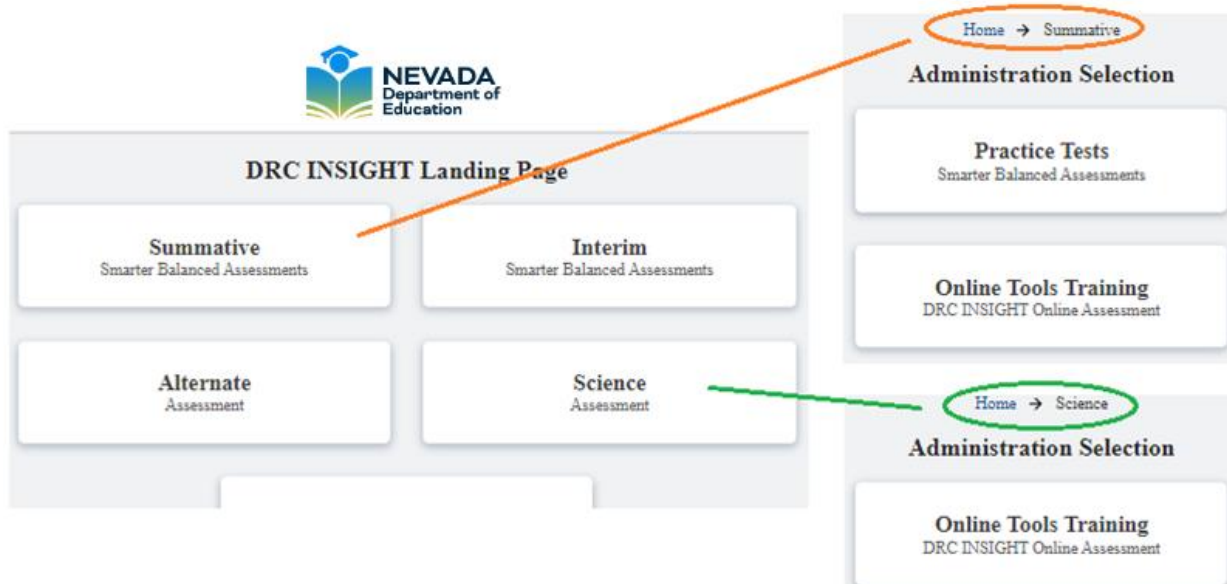 NEVADA
Department of
Education
DRC INSIGHT Landing Page
Summative
Smarter Balanced Assessments
Interim
Smarter Balanced Assessments
Alternate
Assessment
Science
Assessment
Home → Summative
Administration Selection
Practice Tests
Smarter Balanced Assessments
Online Tools Training
DRC INSIGHT Online Assessment
Home → Science
Administration Selection
Online Tools Training
DRC INSIGHT Online Assessment